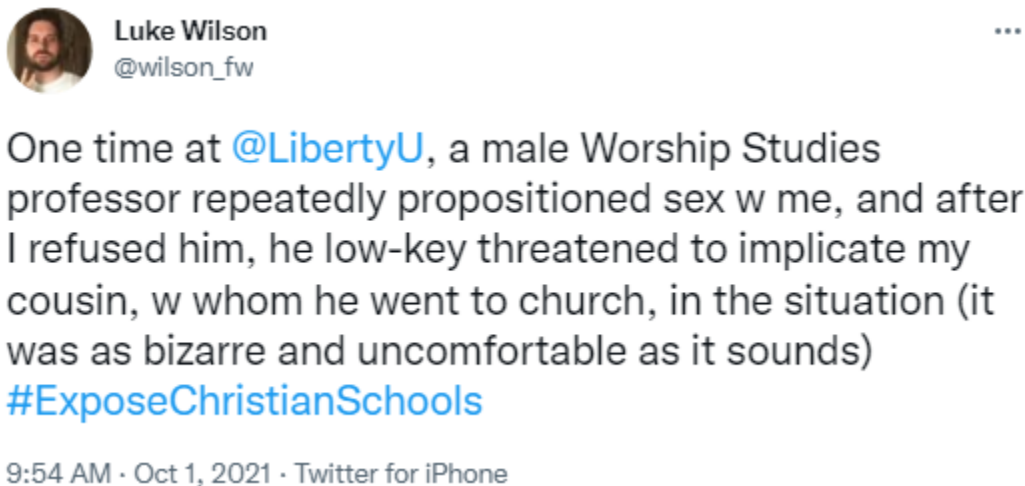 Luke Wilson
@wilson_fw
One time at @LibertyU, a male Worship Studies
professor repeatedly propositioned sex w me, and after
I refused him, he low-key threatened to implicate my
cousin, w whom he went to church, in the situation (it
was as bizarre and uncomfortable as it sounds)
#ExposeChristianSchools
9:54 AM · Oct 1, 2021 · Twitter for iPhone